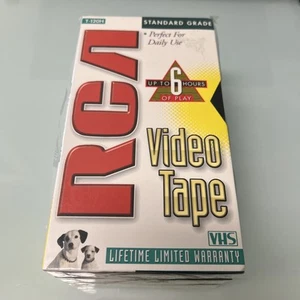 T-120H
STANDARD GRADE
• Perfect For
Daily Use
RCA
UP TO 6 HOURS
OF PLAY
Video
Tape
VHS
LIFETIME LIMITED WARRANTY